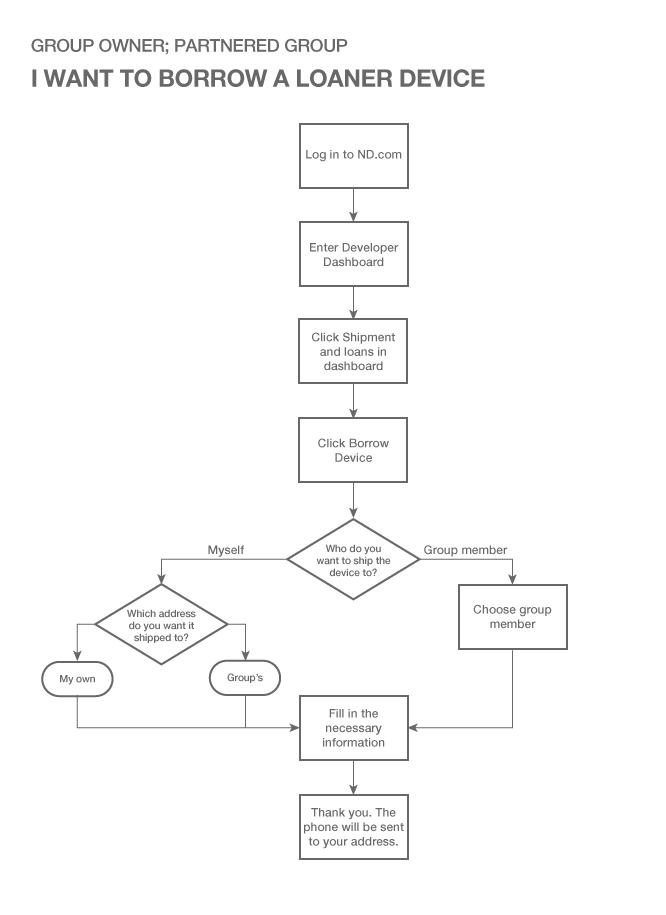 GROUP OWNER; PARTNERED GROUP
I WANT TO BORROW A LOANER DEVICE
Log in to ND.com
Enter Developer
Dashboard
Click Shipment
and loans in
dashboard
Click Borrow
Device
Who do you
want to ship the
device to?
Myself
Group member
Which address
do you want it
shipped to?
Choose group
member
My own
Group's
Fill in the
necessary
information
Thank you. The
phone will be sent
to your address.